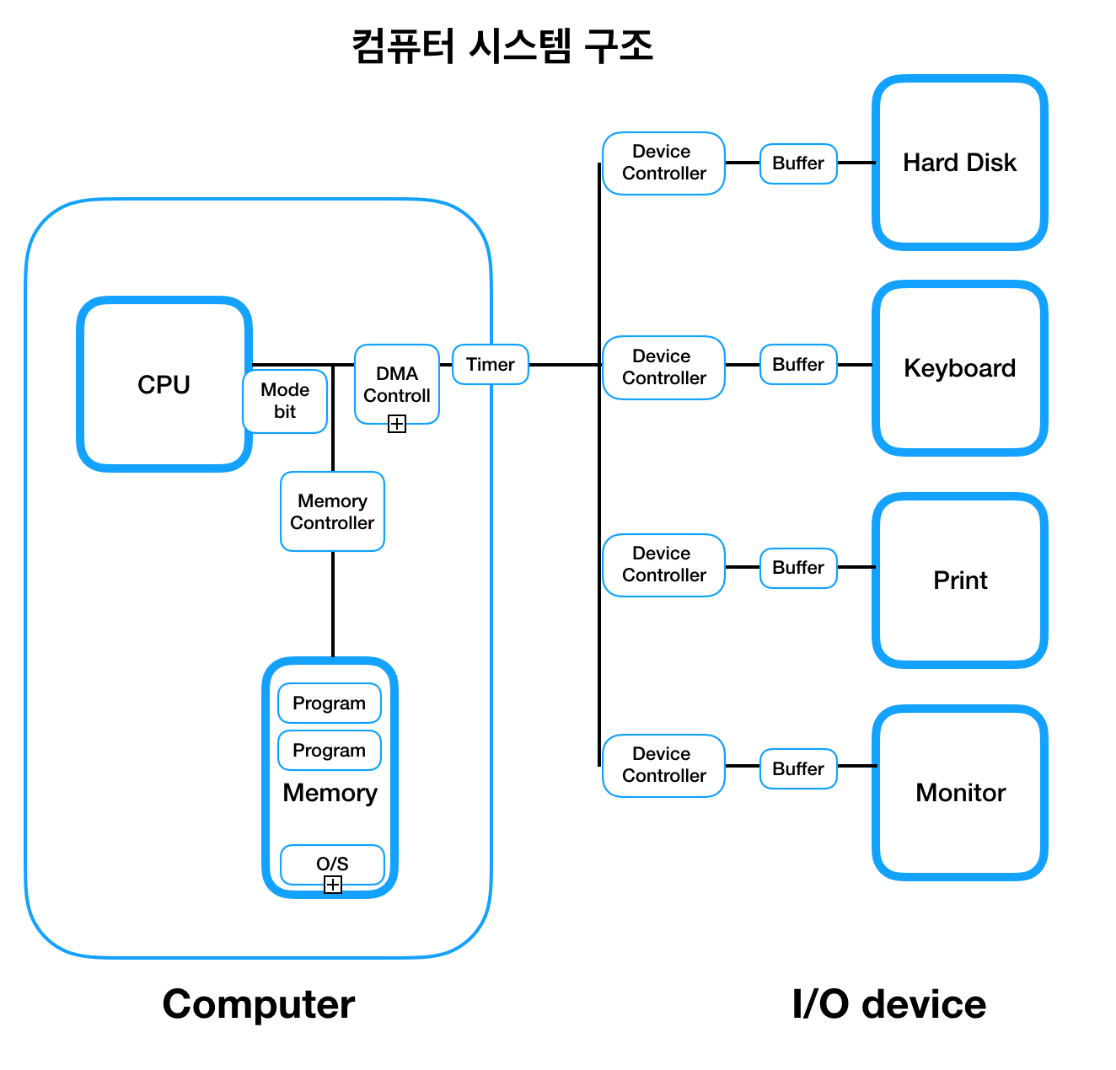 컴퓨터 시스템 구조
Device
Controller
Buffer
Hard Disk
CPU
Mode
bit
DMA
Controll
Timer
Device
Controller
Buffer
Keyboard
Memory
Controller
Device
Controller
Buffer
Print
Program
Program
Memory
O/S
Device
Controller
Buffer
Monitor
Computer
I/O device